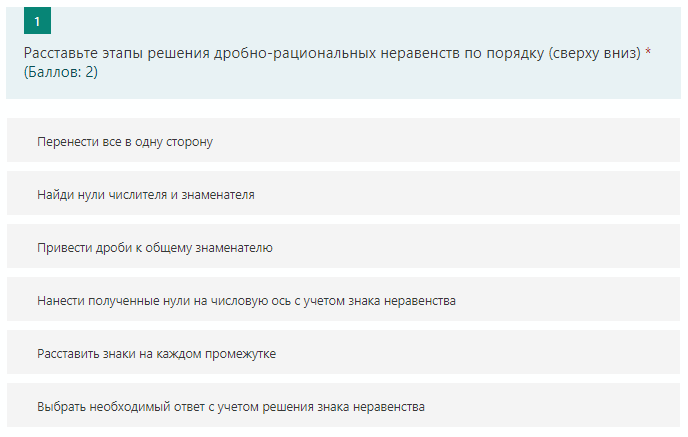 1
Расставьте этапы решения дробно-рациональных неравенств по порядку (сверху вниз) *
(Баллов: 2)
Перенести все в одну сторону
Найди нули числителя и знаменателя
Привести дроби к общему знаменателю
Нанести полученные нули на числовую ось с учетом знака неравенства
Расставить знаки на каждом промежутке
Выбрать необходимый ответ с учетом решения знака неравенства